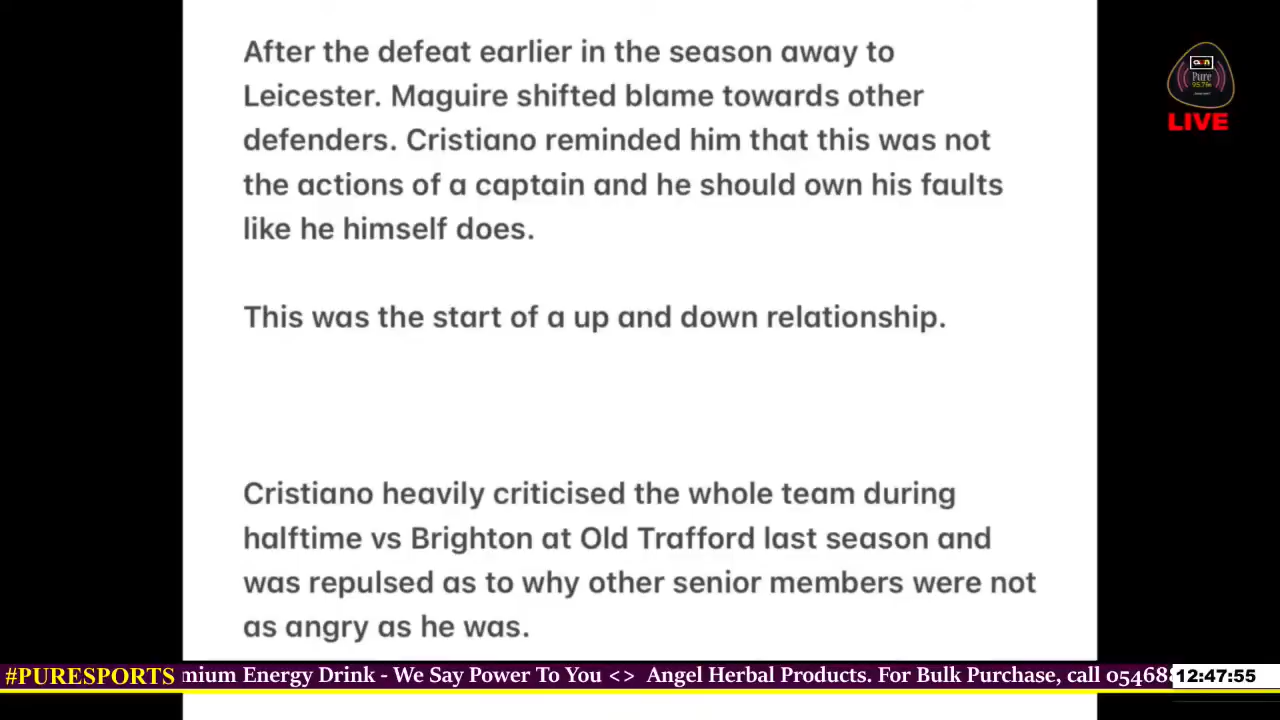 After the defeat earlier in the season away to
Leicester. Maguire shifted blame towards other
defenders. Cristiano reminded him that this was not
the actions of a captain and he should own his faults
like he himself does.
This was the start of a up and down relationship.
Cristiano heavily criticised the whole team during
halftime vs Brighton at Old Trafford last season and
was repulsed as to why other senior members were not
as angry as he was.
Pure
95.7fm
LIVE
#PURESPORTS mium Energy Drink - We Say Power To You <> Angel Herbal Products. For Bulk Purchase, call 05468 12:47:55